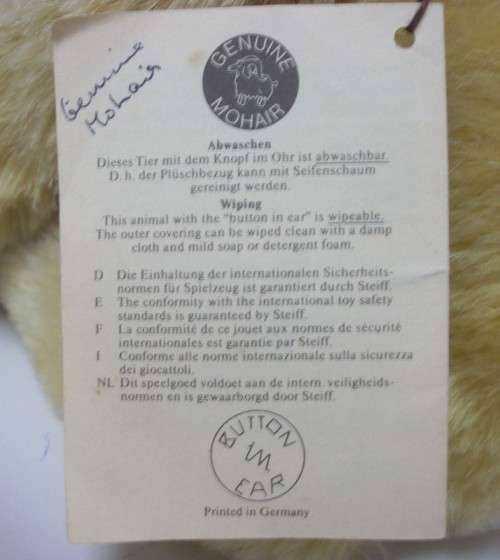 Genuine
Mohair
GENUINE
MOHAIR
Abwaschen
Dieses Tier mit dem Knopf im Ohr ist abwaschbar.
D. h. der Plüschbezug kann mit Seifenschaum
gereinigt werden.
Wiping
This animal with the "button in ear" is wipeable.
The outer covering can be wiped clean with a damp
cloth and mild soap or detergent foam.
D Die Einhaltung der internationalen Sicherheits-
normen für Spielzeug ist garantiert durch Steiff.
E The conformity with the international toy safety
standards is guaranteed by Steiff.
F La conformité de ce jouet aux normes de sécurité
internationales est garantie par Steiff.
I Conforme alle norme internazionale sulla sicurezza
dei giocattoli.
NL Dit speelgoed voldoet aan de intern. veiligheids-
normen en is gewaarborgd door Steiff.
BUTTON
in
EAR
Printed in Germany